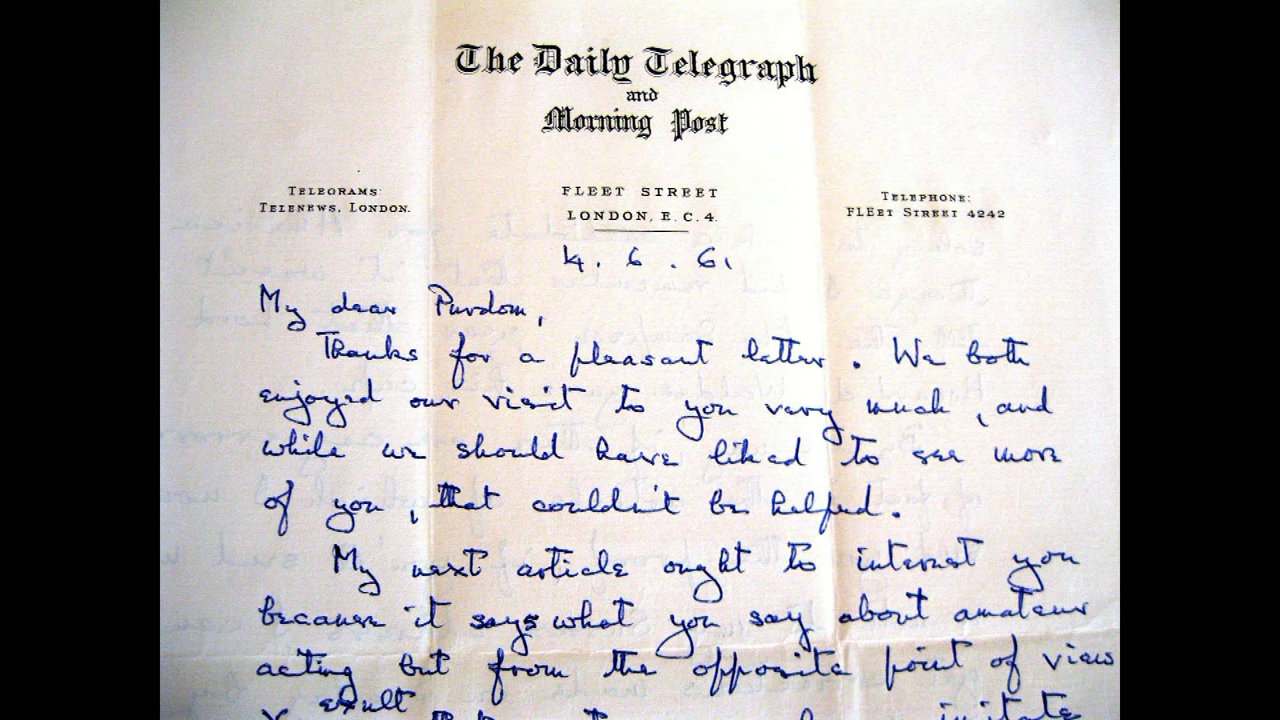 The Daily Telegraph
and
Morning Post
TELEGRAMS:
TELENEWS, LONDON.
FLEET STREET
LONDON, E.C.4.
TELEPHONE:
FLEET STREET 4242
4. 6. 61
My dear Purdom,
Thanks for a pleasant letter. We both
enjoyed our visit to you very much, and
while we should have liked to see more
of you, that couldn't be helped.
My next article ought to interest you
because it says what you say about amateur
acting but from the opposite point of view
exult
imitate